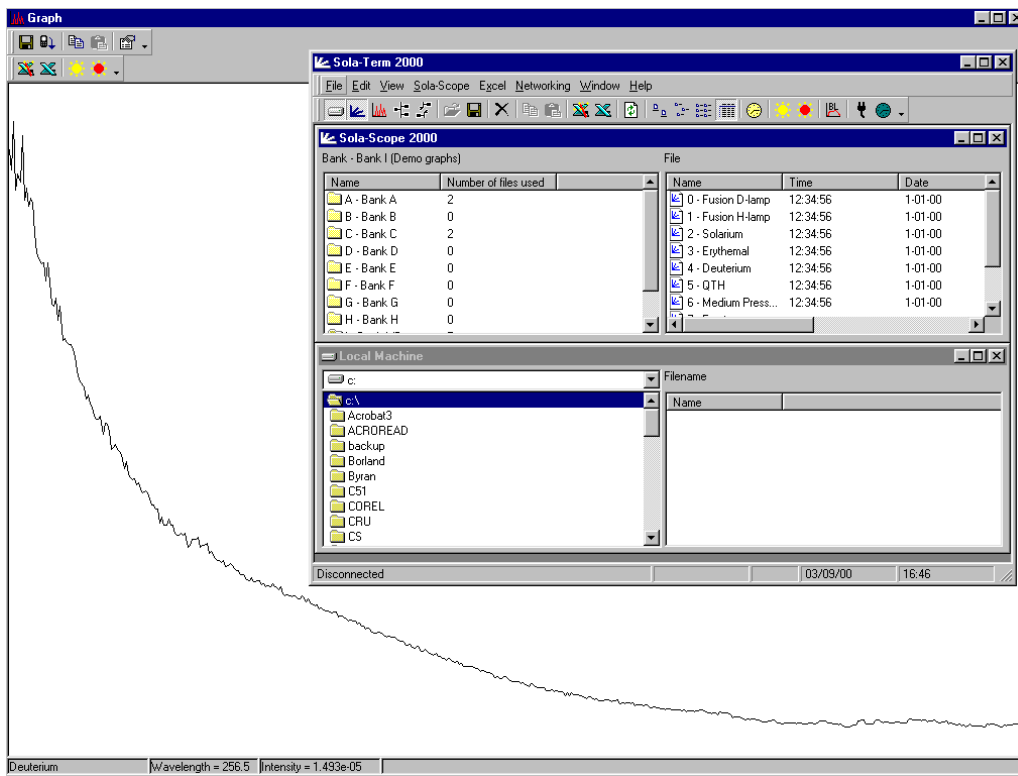 Graph
Sola-Term 2000
File Edit View Sola-Scope Excel Networking Window Help
LBL
Sola-Scope 2000
Bank - Bank I (Demo graphs)
File
Name Number of files used
A - Bank A 2
B - Bank B 0
C - Bank C 2
D - Bank D 0
E - Bank E 0
F - Bank F 0
G - Bank G 0
H - Bank H 0
Name Time Date
0 - Fusion D-lamp 12:34:56 1-01-00
1 - Fusion H-lamp 12:34:56 1-01-00
2 - Solarium 12:34:56 1-01-00
3 - Erythemal 12:34:56 1-01-00
4 - Deuterium 12:34:56 1-01-00
5 - QTH 12:34:56 1-01-00
6 - Medium Press... 12:34:56 1-01-00
Local Machine
c:
Filename
c:\
Acrobat3
ACROREAD
backup
Borland
Byran
C51
COREL
CRU
CS
Name
Disconnected 03/09/00 16:46
Deuterium Wavelength = 256.5 Intensity = 1.493e-05